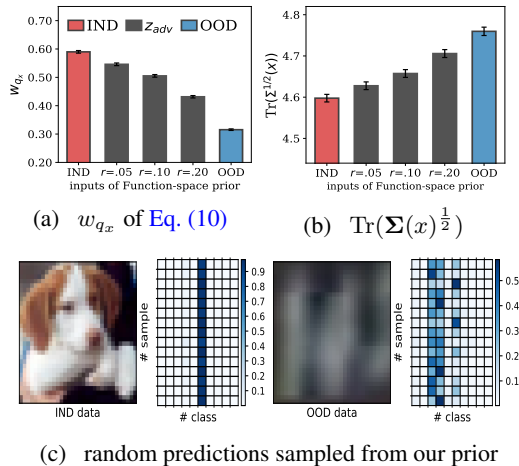 IND z_adv OOD
w_{q_x}
0.60
0.50
0.40
0.30
0.20
IND r=.05 r=.10 r=.20 OOD
inputs of Function-space prior
(a) w_{q_x} of Eq. (10)
Tr(Σ^{1/2}(x))
4.8
4.7
4.6
4.5
IND r=.05 r=.10 r=.20 OOD
inputs of Function-space prior
(b) Tr(Σ(x)^{1/2})
IND data
# sample
# class
0.9
0.8
0.7
0.6
0.5
0.4
0.3
0.2
0.1
OOD data
# sample
# class
0.5
0.4
0.3
0.2
0.1
(c) random predictions sampled from our prior